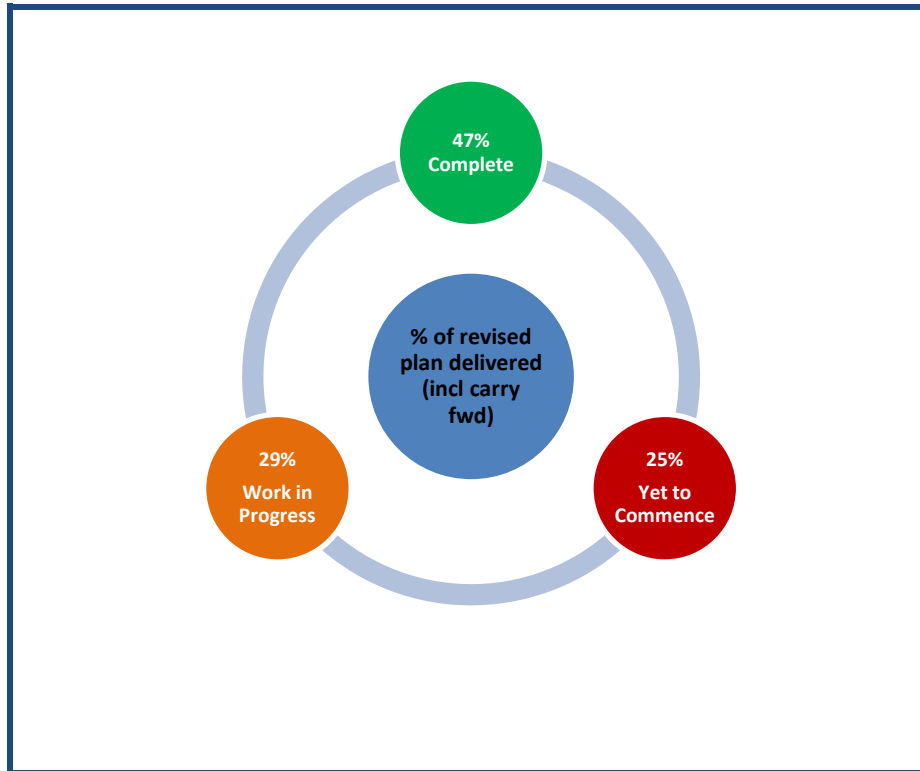 47%
Complete
% of revised
plan delivered
(incl carry
fwd)
29%
Work in
Progress
25%
Yet to
Commence